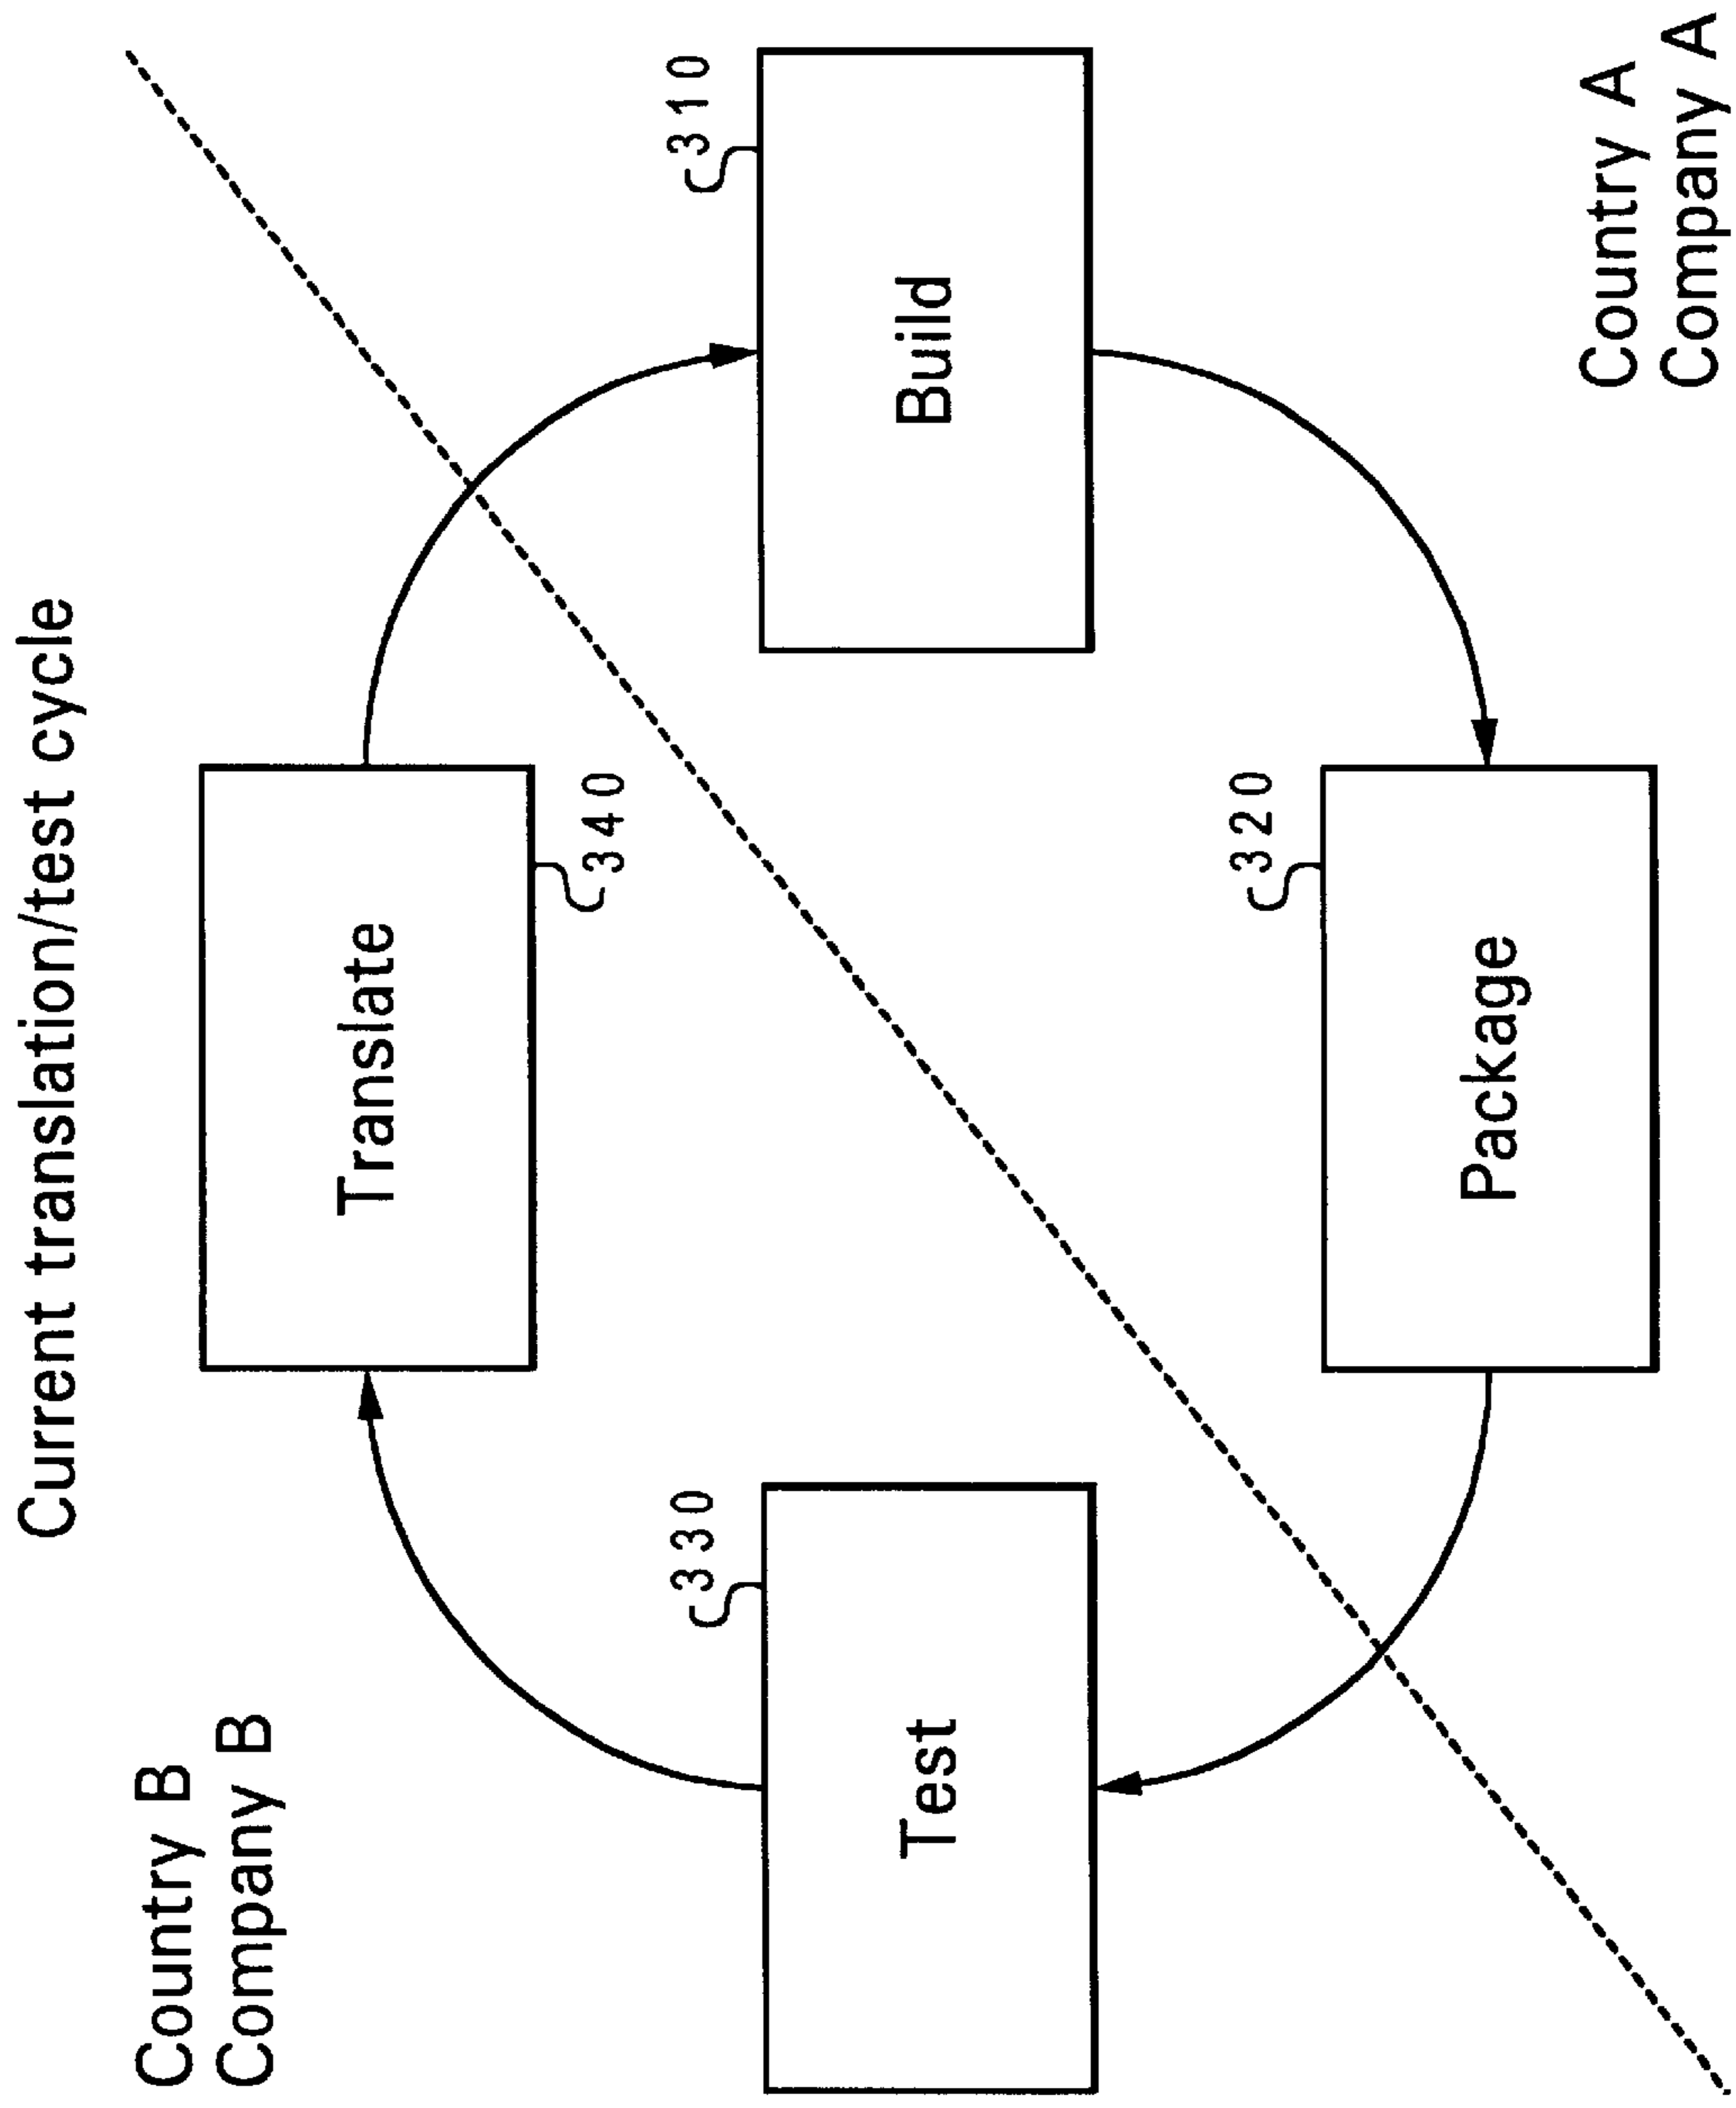 Current translation/test cycle
Country B
Company B
Translate
340
Test
330
Build
310
Package
320
Country A
Company A